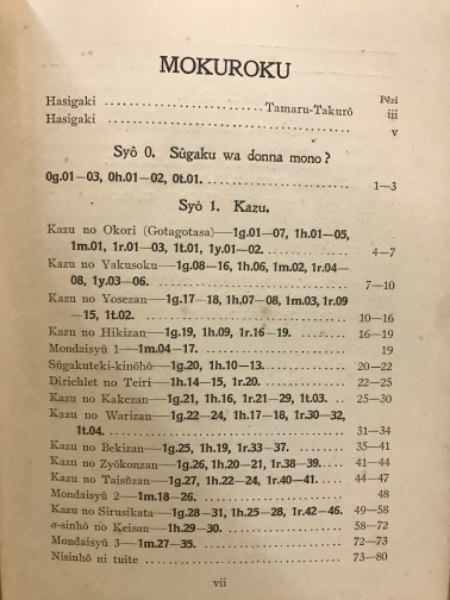 MOKUROKU
Pêzi
Hasigaki ........................Tamaru-Takurô iij
Hasigaki ........................................ v
Syô 0. Sûgaku wa donna mono?
0g.01—03, 0h.01—02, 0t.01. ........................ 1—3
Syô 1. Kazu.
Kazu no Okori (Gotagotasa)—1g.01—07, 1h.01—05,
1m.01, 1r.01—03, 1t.01, 1y.01—02. .................. 4—7
Kazu no Yakusoku—1g.08—16, 1h.06, 1m.02, 1r.04—
08, 1y.03—06. ........................ 7—10
Kazu no Yosezan—1g.17—18, 1h.07—08, 1m.03, 1r.09
—15, 1t.02. ........................ 10—16
Kazu no Hikizan—1g.19, 1h.09, 1r.16—19. ........ 16—19
Mondaisyû 1—1m.04—17. ........................ 19
Sûgakuteki-kinôhô—1g.20, 1h.10—13. .............. 20—22
Dirichlet no Teiri—1h.14—15, 1r.20. .............. 22—25
Kazu no Kakezan—1g.21, 1h.16, 1r.21—29, 1t.03. .. 25—30
Kazu no Warizan—1g.22—24, 1h.17—18, 1r.30—32,
1t.04. ........................ 31—34
Kazu no Bekizan—1g.25, 1h.19, 1r.33—37. ........ 35—41
Kazu no Zyôkonzan—1g.26, 1h.20—21, 1r.38—39. .... 41—44
Kazu no Taisûzan—1g.27, 1h.22—24, 1r.40—41. .... 44—47
Mondaisyû 2—1m.18—26. ........................ 48
Kazu no Sirusikata—1g.28—31, 1h.25—28, 1r.42—46. 49—58
a-sinhô no Keisan—1h.29—30. ........................ 58—72
Mondaisyû 3—1m.27—35. ........................ 72—73
Nisinhô ni tuite ........................ 73—80
vii